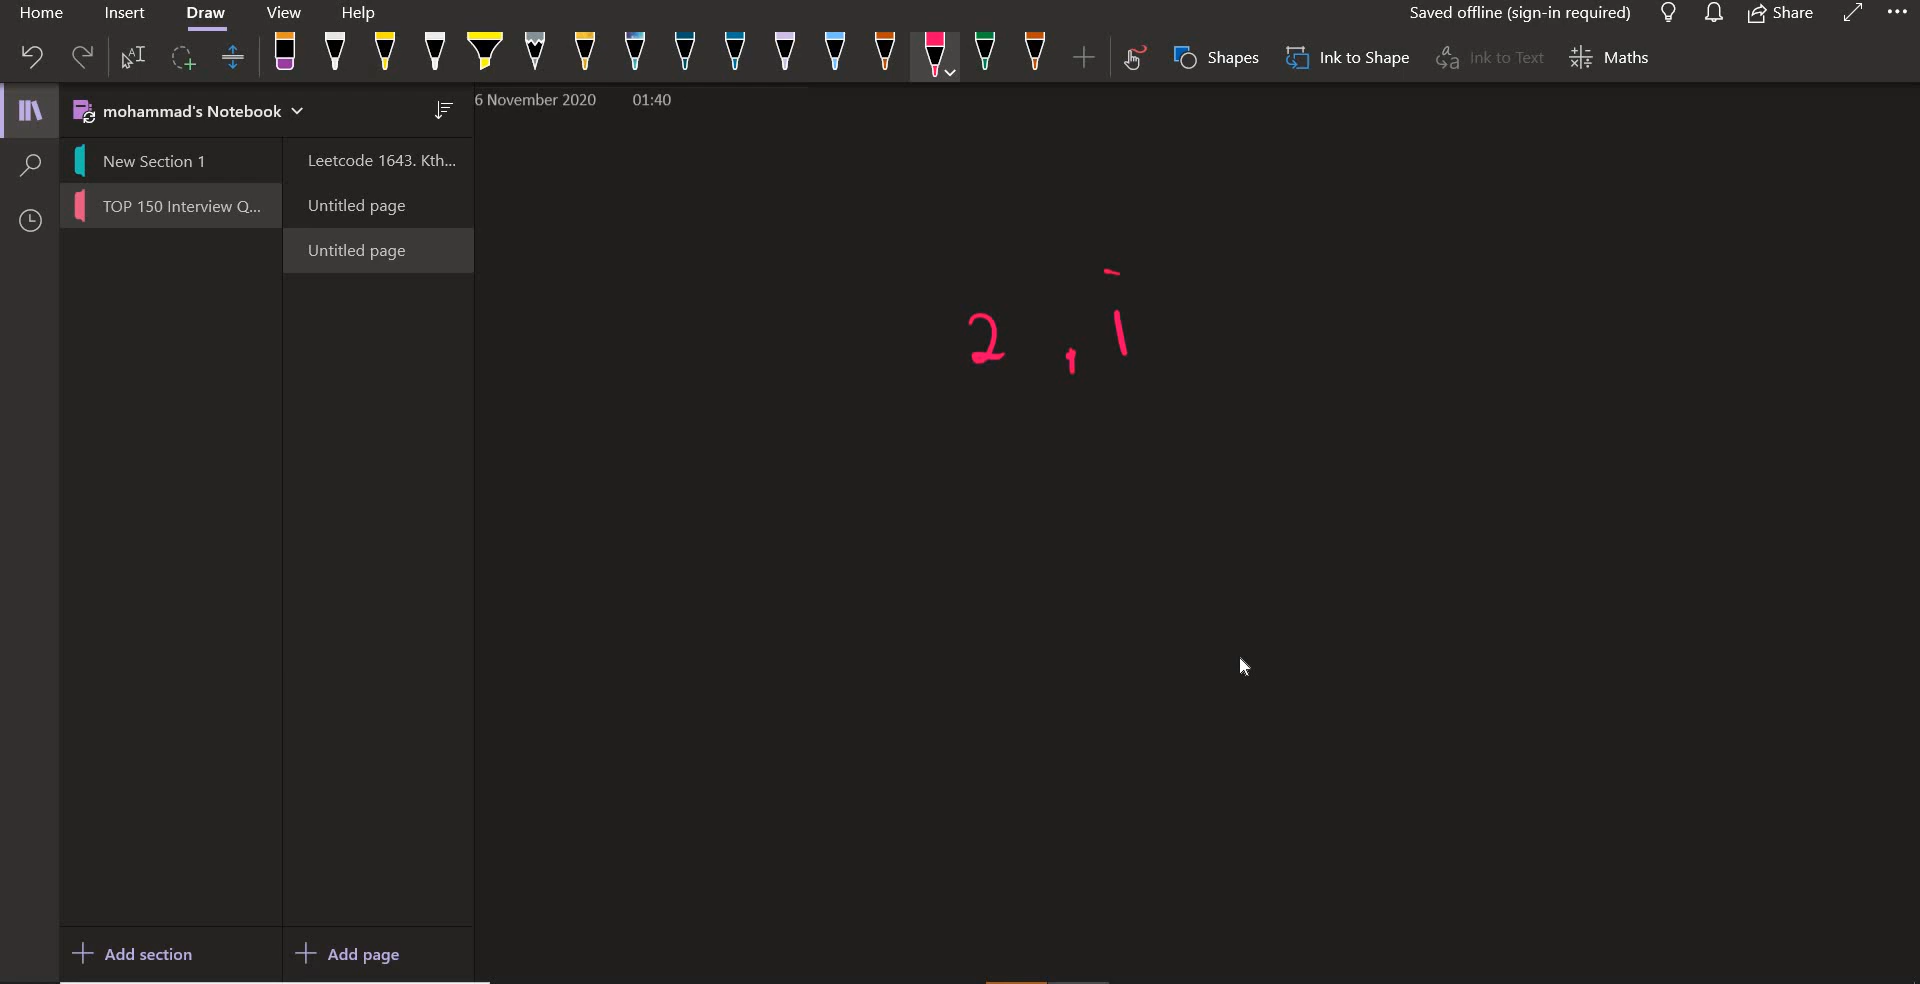 Home Insert Draw View Help Saved offline (sign-in required) Share
Shapes Ink to Shape Ink to Text Maths
mohammad's Notebook
6 November 2020 01:40
New Section 1
TOP 150 Interview Q...
Leetcode 1643. Kth...
Untitled page
Untitled page
2 , 1
Add section
Add page